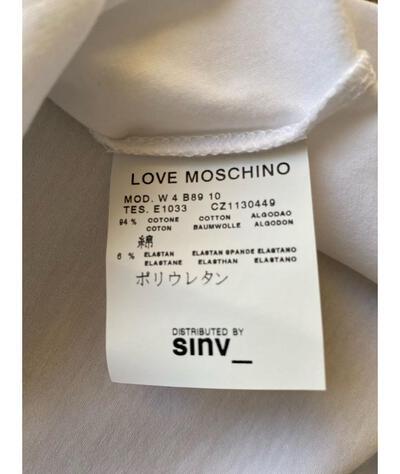 LOVE MOSCHINO
MOD. W 4 B89 10
TES. E1033 CZ1130449
94 % COTONE COTTON ALGODAO
COTON BAUMWOLLE ALGODON
綿
6 % ELASTAN ELASTAN SPANDE ELASTANO
ELASTANE ELASTHAN ELASTANO
ポリウレタン
DISTRIBUTED BY
sınv_